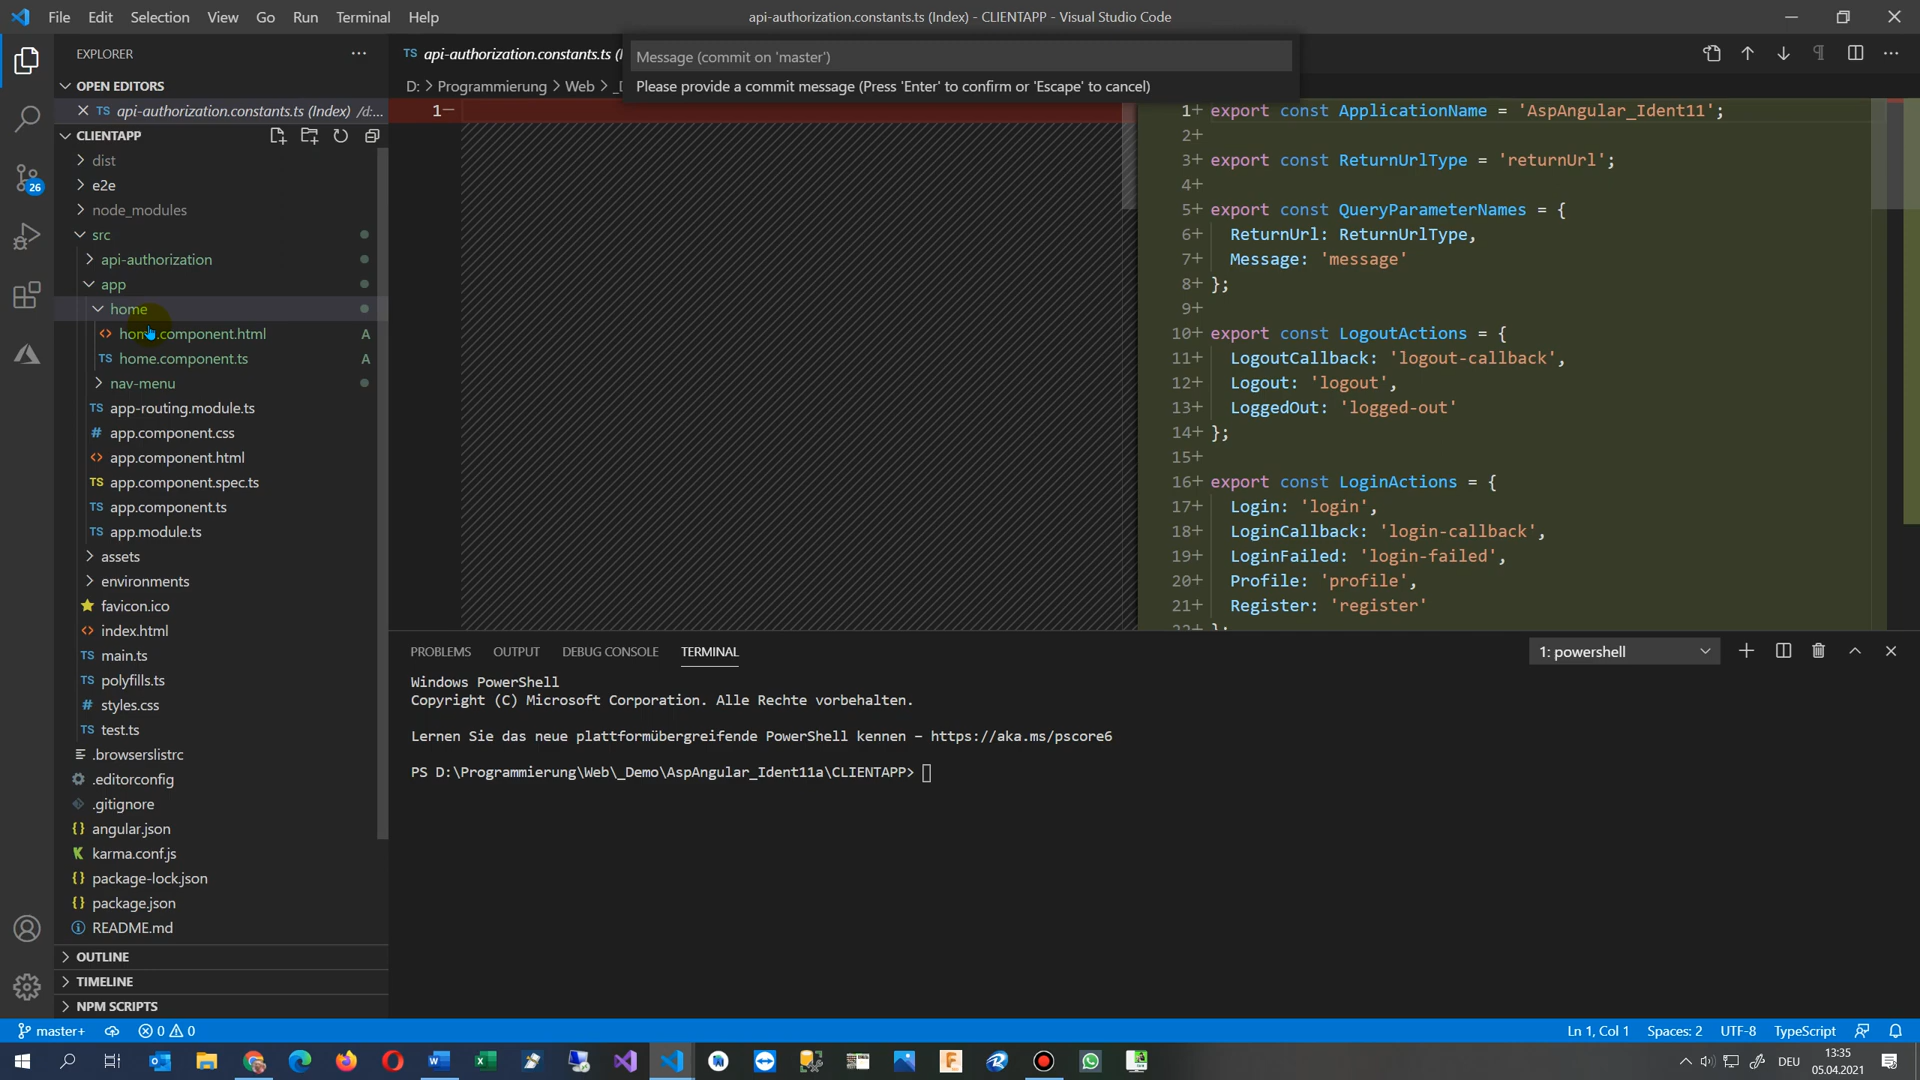 File Edit Selection View Go Run Terminal Help
api-authorization.constants.ts (Index) - CLIENTAPP - Visual Studio Code
EXPLORER
OPEN EDITORS
TS api-authorization.constants.ts (Index) /d:...
CLIENTAPP
dist
e2e
node_modules
src
api-authorization
app
home
home.component.html A
TS home.component.ts A
nav-menu
TS app-routing.module.ts
# app.component.css
app.component.html
TS app.component.spec.ts
TS app.component.ts
TS app.module.ts
assets
environments
favicon.ico
index.html
TS main.ts
TS polyfills.ts
# styles.css
TS test.ts
.browserslistrc
.editorconfig
.gitignore
{} angular.json
karma.conf.js
{} package-lock.json
{} package.json
README.md
OUTLINE
TIMELINE
NPM SCRIPTS
26
TS api-authorization.constants.ts (
Message (commit on 'master')
Please provide a commit message (Press 'Enter' to confirm or 'Escape' to cancel)
D: > Programmierung > Web >
1−
1+ export const ApplicationName = 'AspAngular_Ident11';
2+
3+ export const ReturnUrlType = 'returnUrl';
4+
5+ export const QueryParameterNames = {
6+ ReturnUrl: ReturnUrlType,
7+ Message: 'message'
8+ };
9+
10+ export const LogoutActions = {
11+ LogoutCallback: 'logout-callback',
12+ Logout: 'logout',
13+ LoggedOut: 'logged-out'
14+ };
15+
16+ export const LoginActions = {
17+ Login: 'login',
18+ LoginCallback: 'login-callback',
19+ LoginFailed: 'login-failed',
20+ Profile: 'profile',
21+ Register: 'register'
22+ };
PROBLEMS OUTPUT DEBUG CONSOLE TERMINAL
1: powershell
Windows PowerShell
Copyright (C) Microsoft Corporation. Alle Rechte vorbehalten.
Lernen Sie das neue plattformübergreifende PowerShell kennen – https://aka.ms/pscore6
PS D:\Programmierung\Web\_Demo\AspAngular_Ident11a\CLIENTAPP>
master+ 0 0
Ln 1, Col 1 Spaces: 2 UTF-8 TypeScript
DEU
13:35
05.04.2021